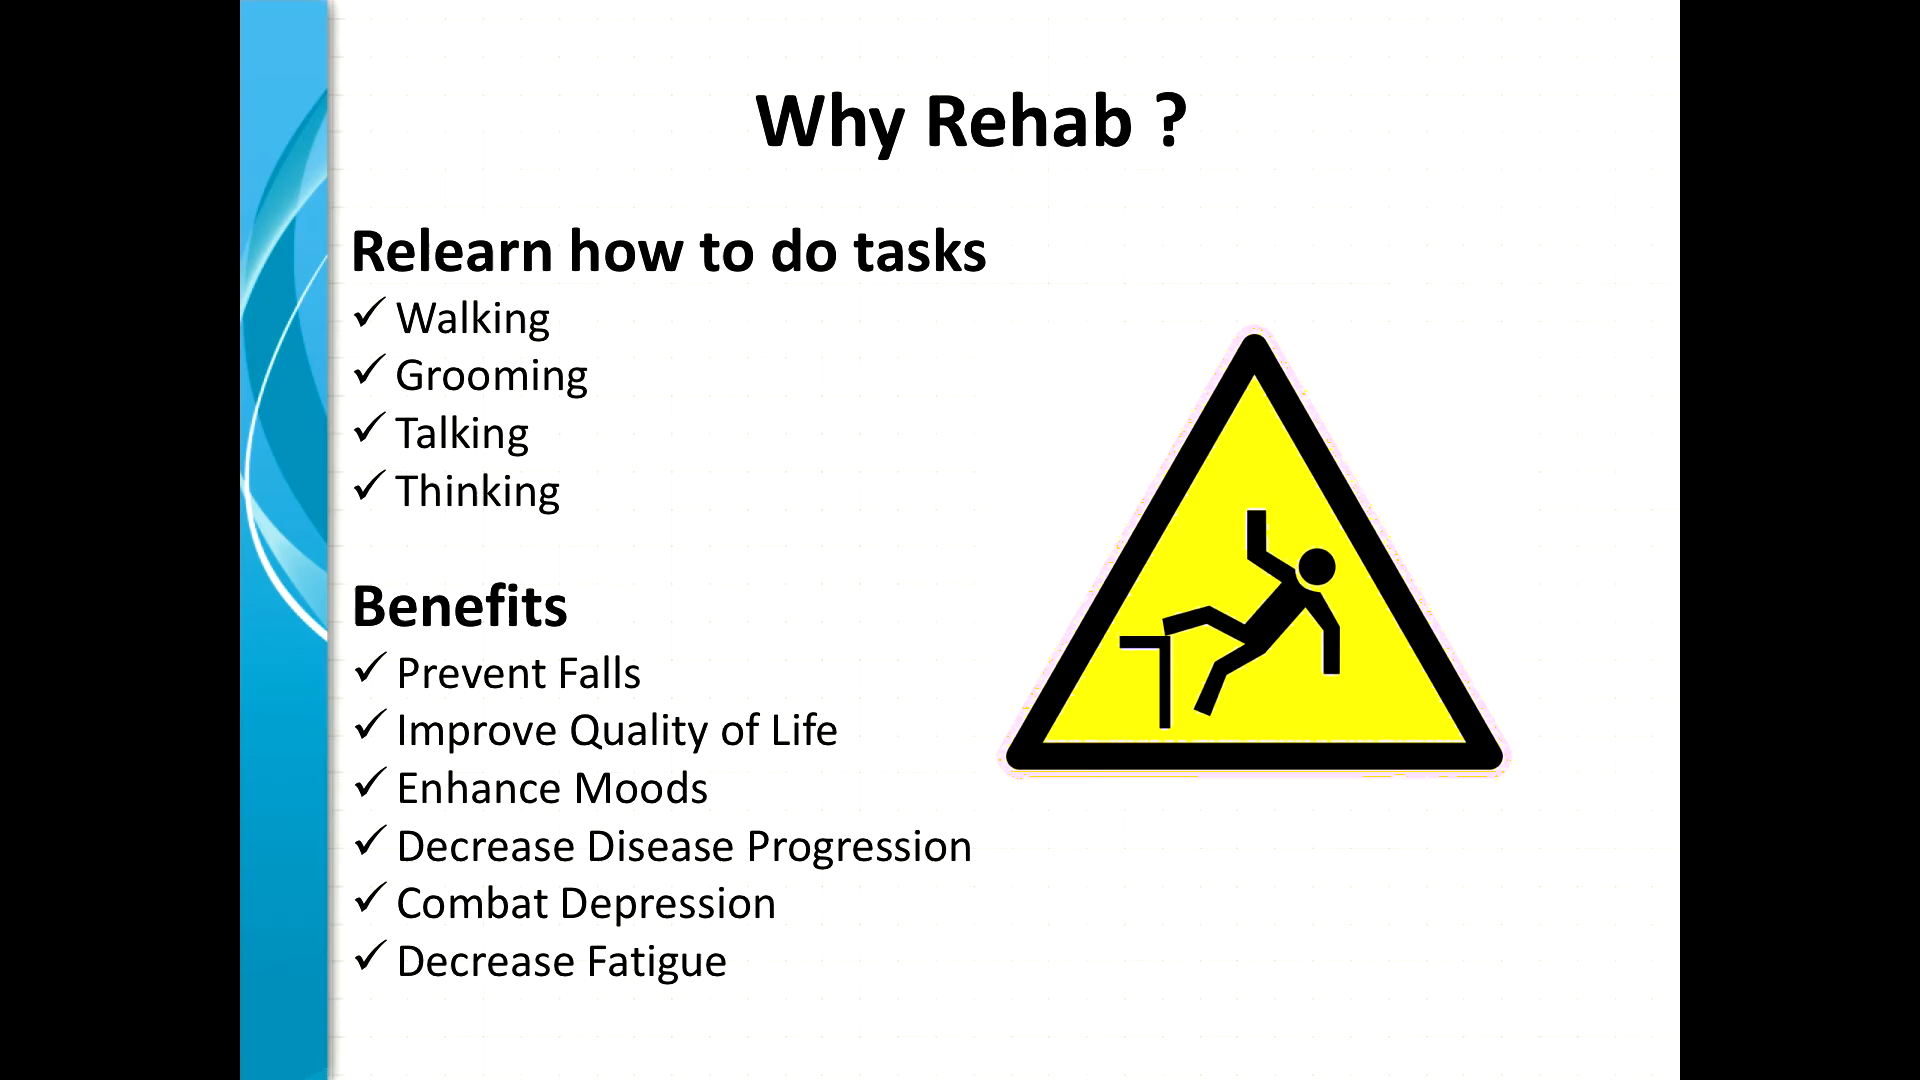 Why Rehab ?
Relearn how to do tasks
✓ Walking
✓ Grooming
✓ Talking
✓ Thinking
Benefits
✓ Prevent Falls
✓ Improve Quality of Life
✓ Enhance Moods
✓ Decrease Disease Progression
✓ Combat Depression
✓ Decrease Fatigue